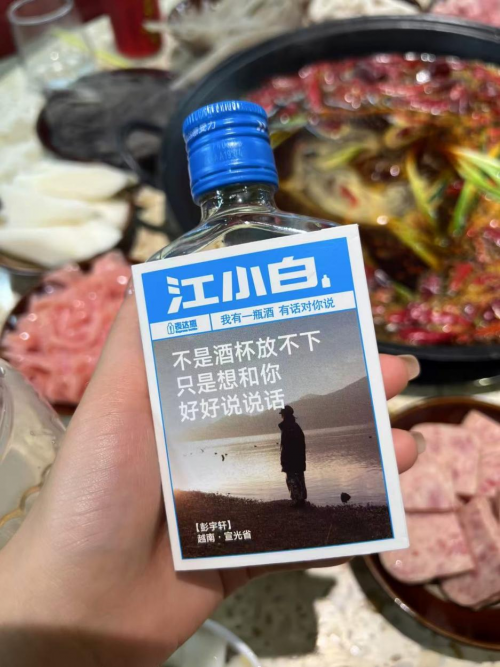 江小白.
表达瓶
我有一瓶酒 有话对你说
不是酒杯放不下
只是想和你
好好说说话
【彭宇轩】
越南·宣光省